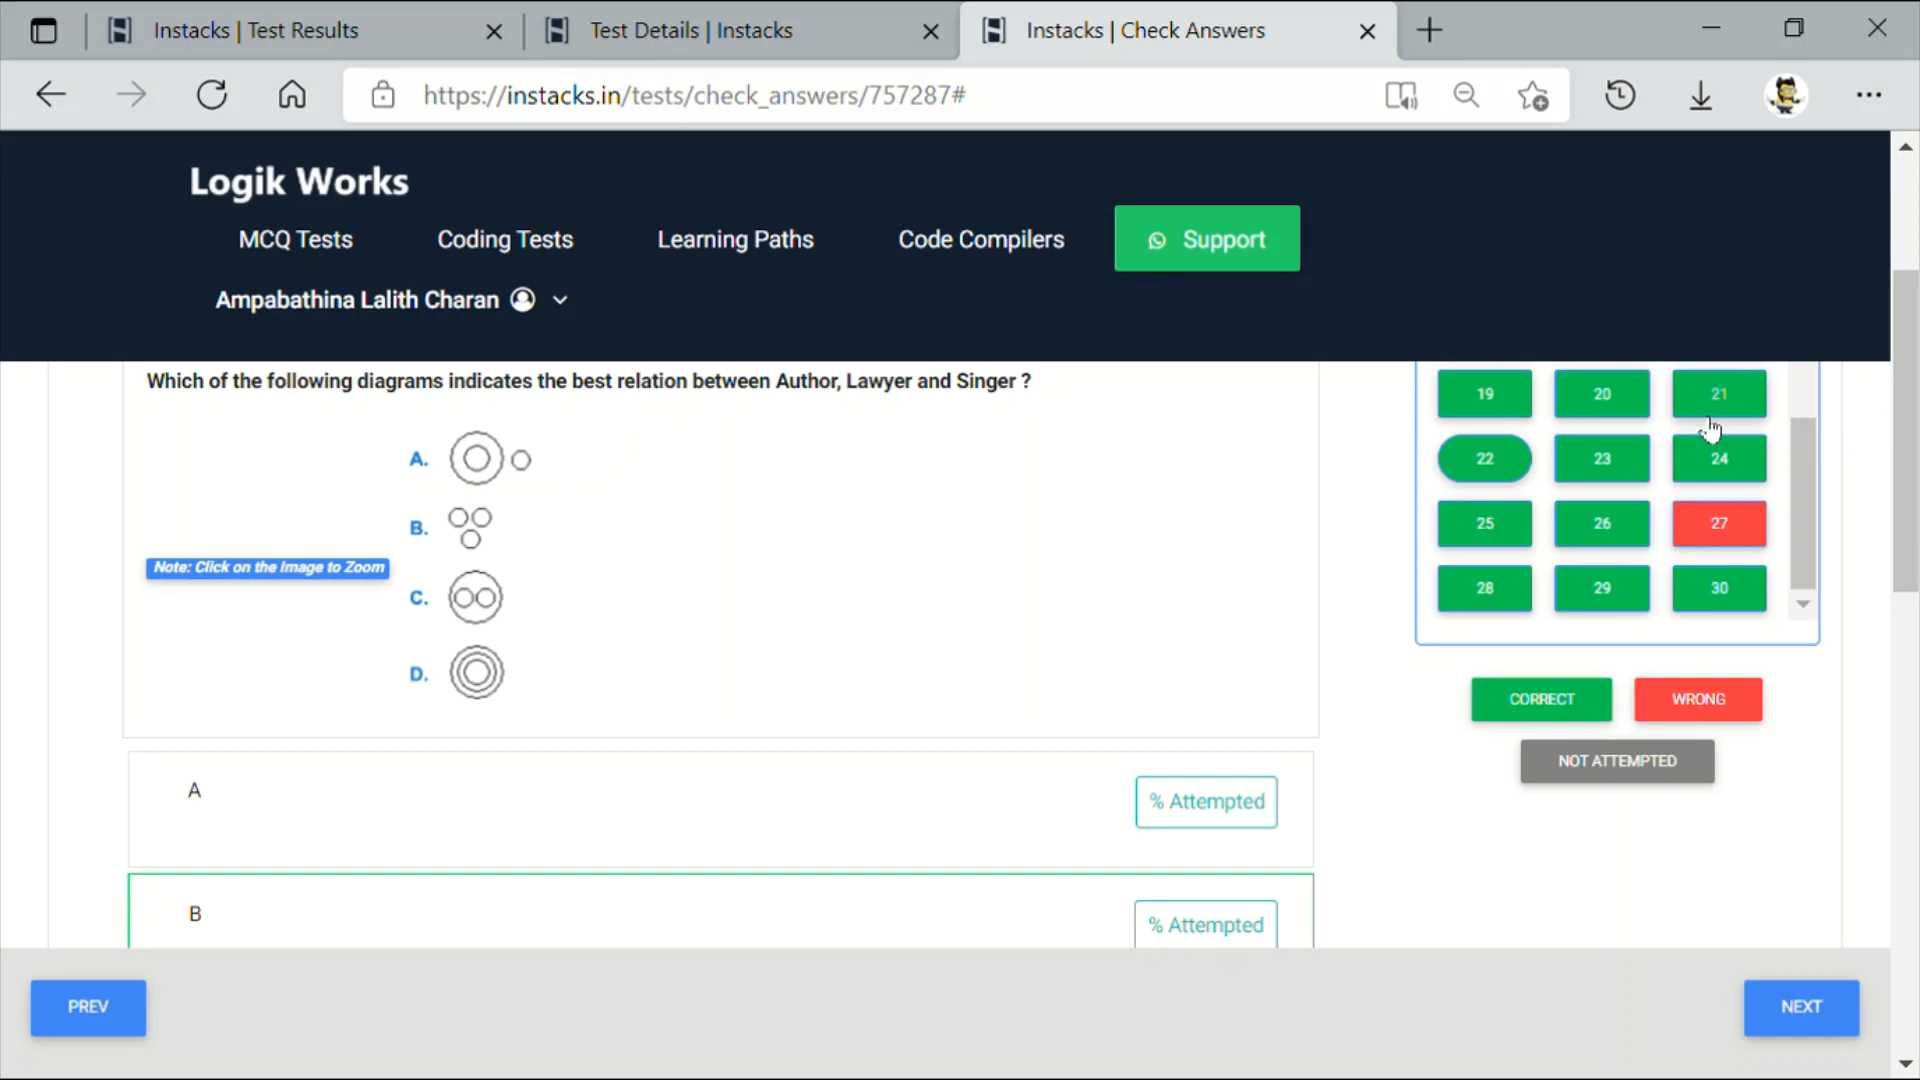 Instacks | Test Results
Test Details | Instacks
Instacks | Check Answers
https://instacks.in/tests/check_answers/757287#
Logik Works
MCQ Tests
Coding Tests
Learning Paths
Code Compilers
Support
Ampabathina Lalith Charan
Which of the following diagrams indicates the best relation between Author, Lawyer and Singer ?
A.
B.
Note: Click on the Image to Zoom
C.
D.
19 20 21
22 23 24
25 26 27
28 29 30
CORRECT
WRONG
NOT ATTEMPTED
A
% Attempted
B
% Attempted
PREV
NEXT